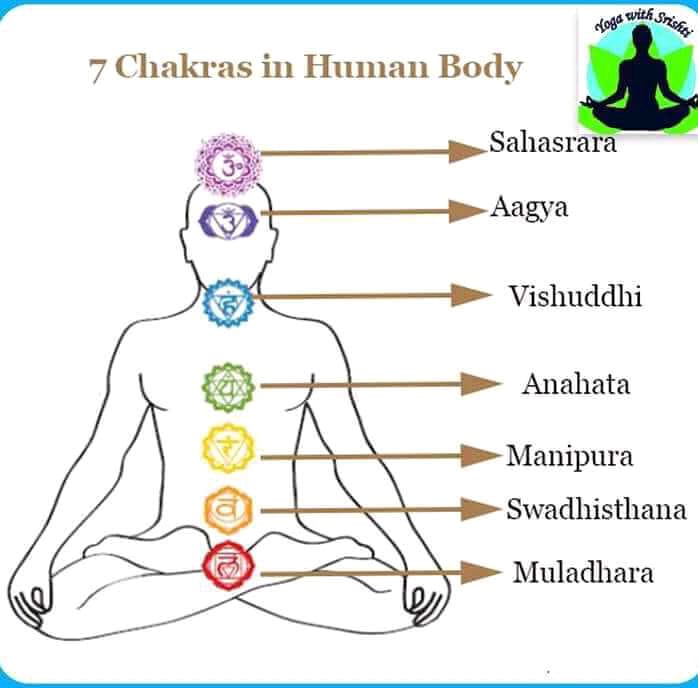 Yoga with Srishti
7 Chakras in Human Body
ॐ
Sahasrara
ॐ
Aagya
हं
Vishuddhi
यं
Anahata
रं
Manipura
वं
Swadhisthana
लं
Muladhara